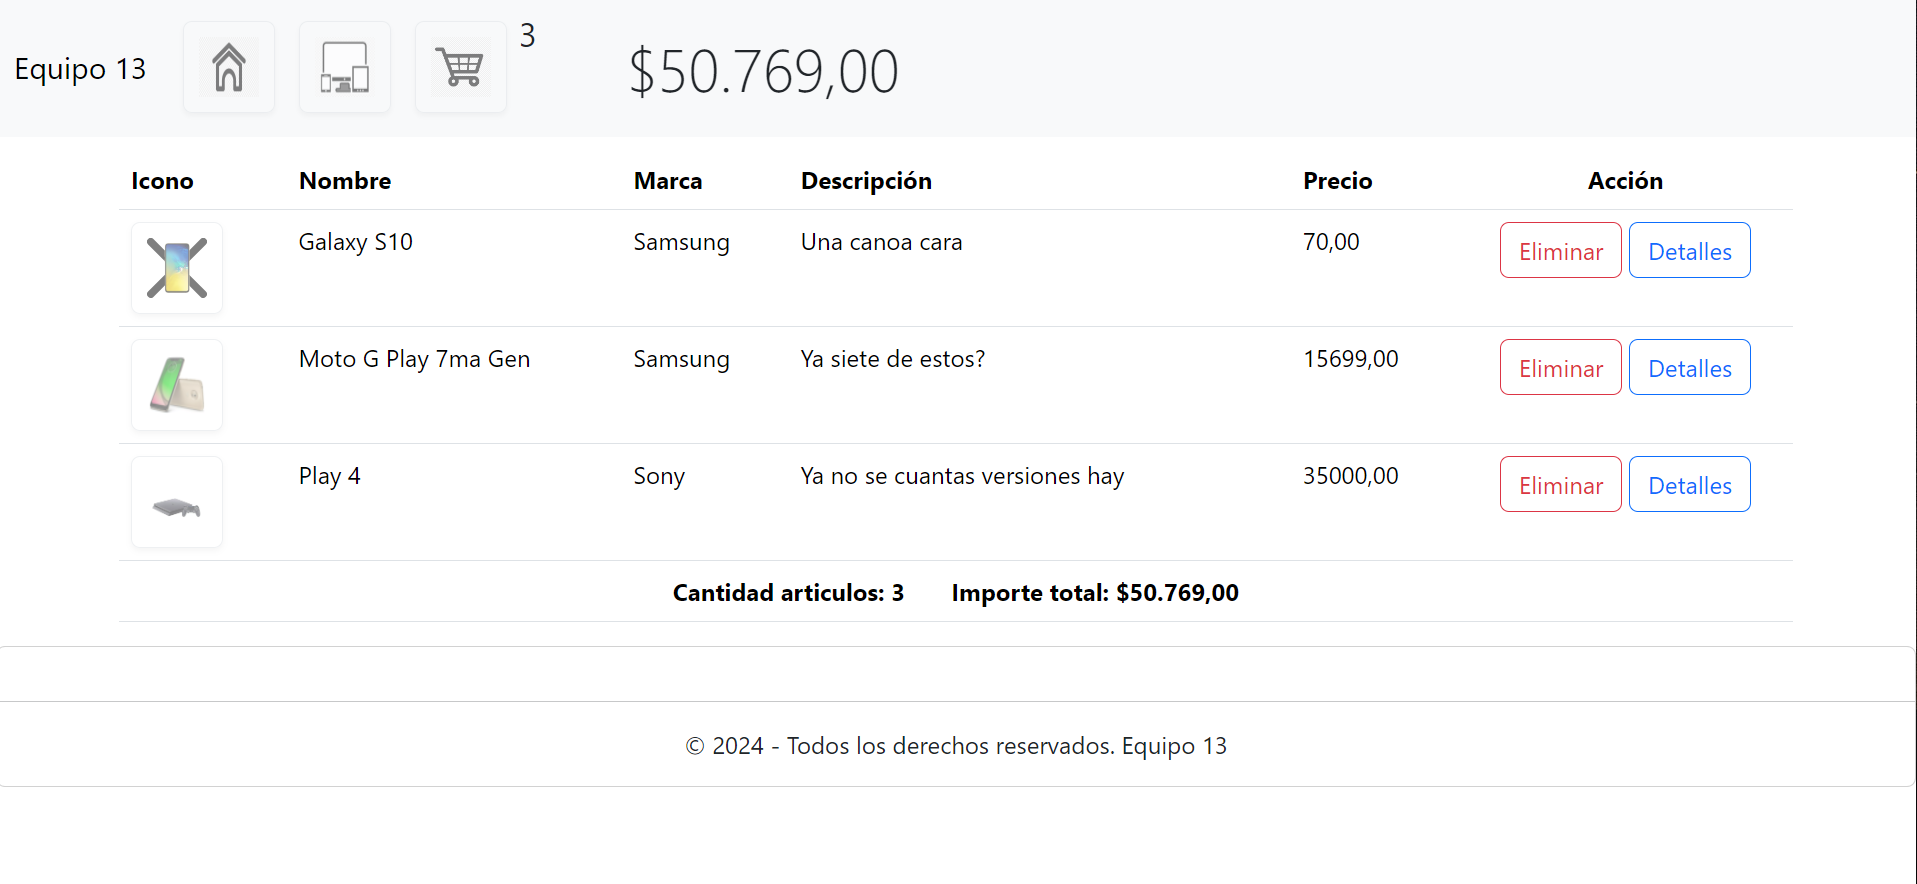 Equipo 13 3 $50.769,00
Icono Nombre Marca Descripción Precio Acción
Galaxy S10 Samsung Una canoa cara 70,00 Eliminar Detalles
Moto G Play 7ma Gen Samsung Ya siete de estos? 15699,00 Eliminar Detalles
Play 4 Sony Ya no se cuantas versiones hay 35000,00 Eliminar Detalles
Cantidad articulos: 3 Importe total: $50.769,00
© 2024 - Todos los derechos reservados. Equipo 13